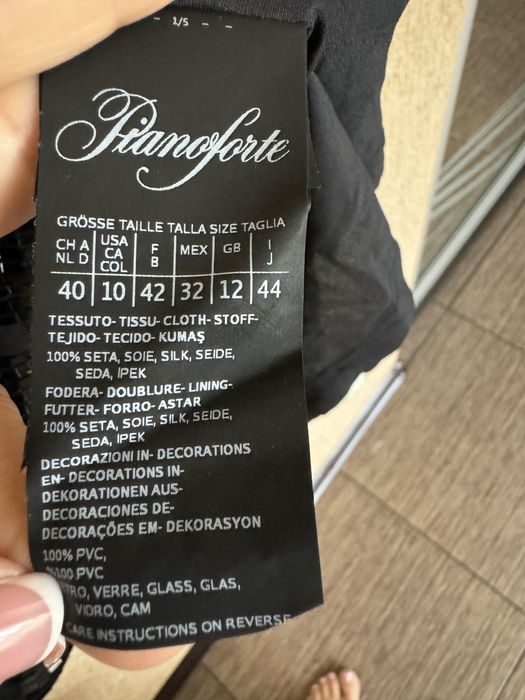 1/5 - -
Pianoforte
GRÖSSE TAILLE TALLA SIZE TAGLIA
CH A NL D USA CA COL F B MEX GB I J
40 10 42 32 12 44
TESSUTO- TISSU- CLOTH- STOFF-
TEJIDO- TECIDO- KUMAŞ
100% SETA, SOIE, SILK, SEIDE,
SEDA, IPEK
FODERA- DOUBLURE- LINING-
FUTTER- FORRO- ASTAR
100% SETA, SOIE, SILK, SEIDE,
SEDA, IPEK
DECORAZIONI IN- DECORATIONS
EN- DECORATIONS IN-
DEKORATIONEN AUS-
DECORACIONES DE-
DECORAÇÕES EM- DEKORASYON
100% PVC,
%100 PVC
TRO, VERRE, GLASS, GLAS,
VIDRO, CAM
CARE INSTRUCTIONS ON REVERSE